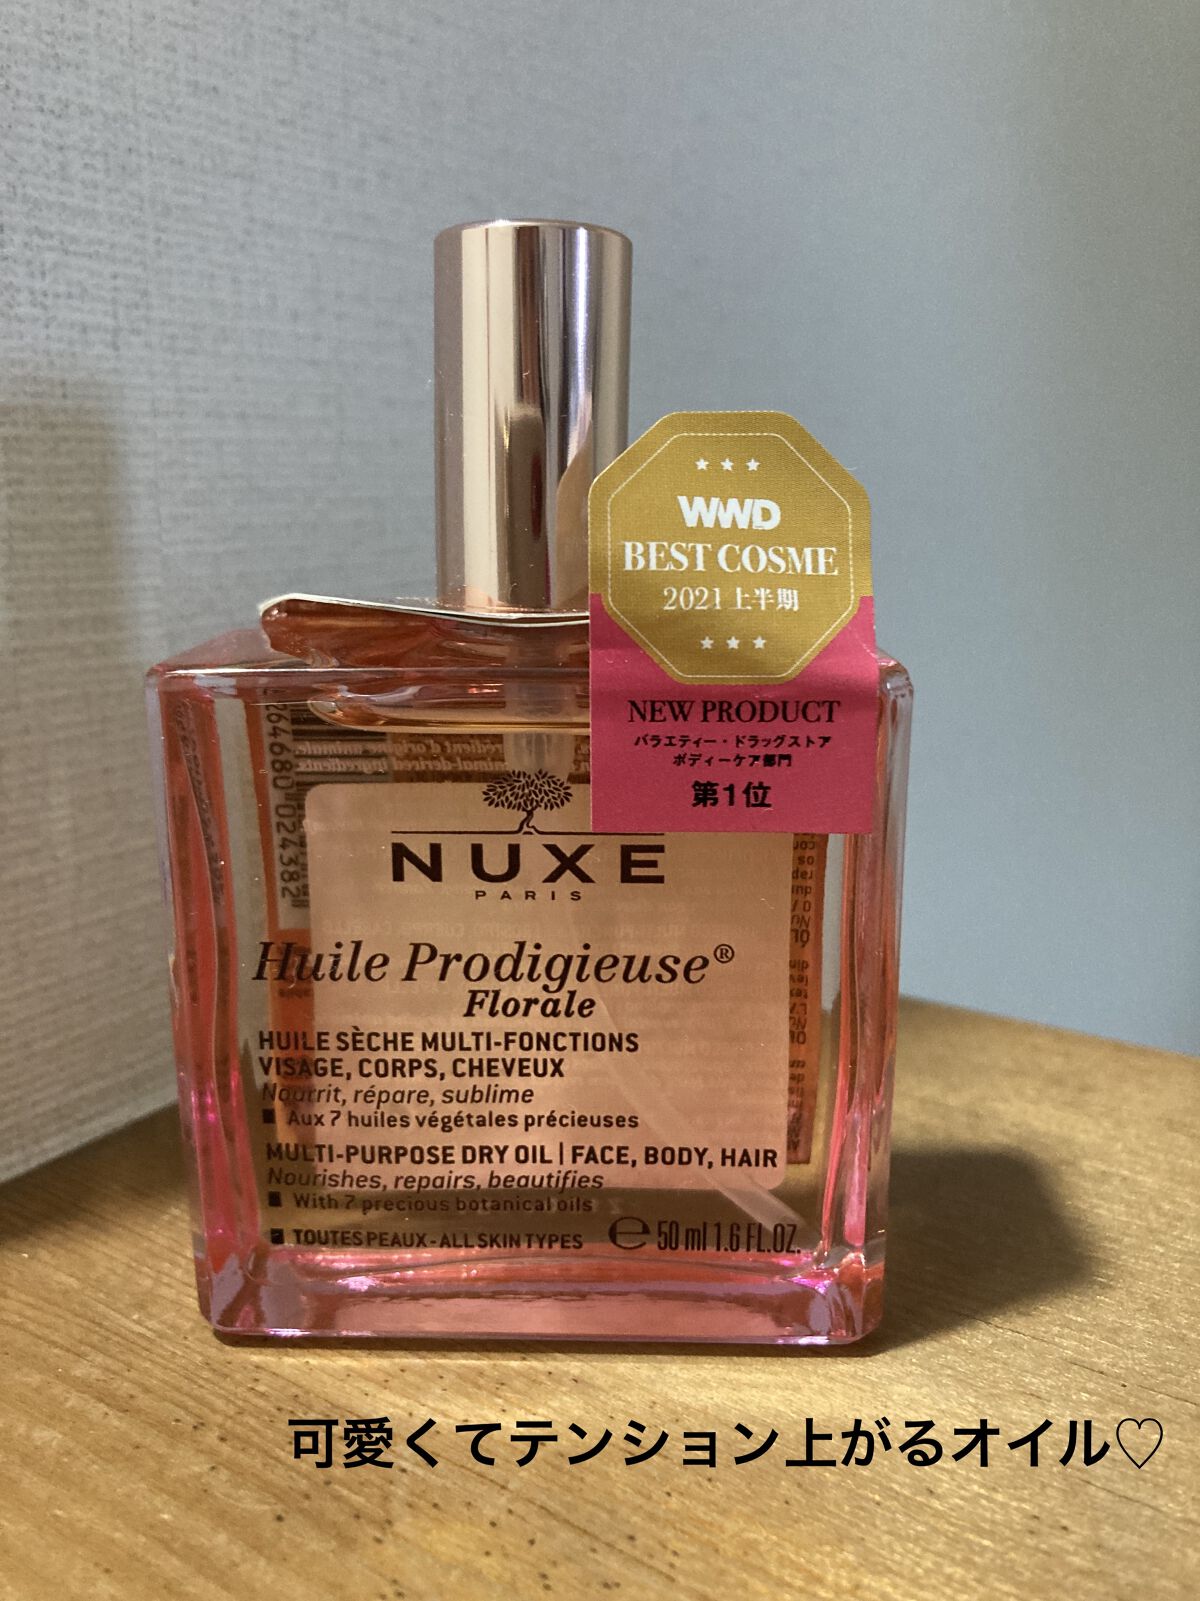 WWD
BEST COSME
2021 上半期
NEW PRODUCT
バラエティー・ドラッグストア
ボディーケア部門
第1位
264680 024382
NUXE
PARIS
Huile Prodigieuse®
Florale
HUILE SÈCHE MULTI-FONCTIONS
VISAGE, CORPS, CHEVEUX
Nourrit, répare, sublime
Aux 7 huiles végétales précieuses
MULTI-PURPOSE DRY OIL | FACE, BODY, HAIR
Nourishes, repairs, beautifies
With 7 precious botanical oils
TOUTES PEAUX - ALL SKIN TYPES ℮ 50 ml 1.6 FL.OZ.
可愛くてテンション上がるオイル♡